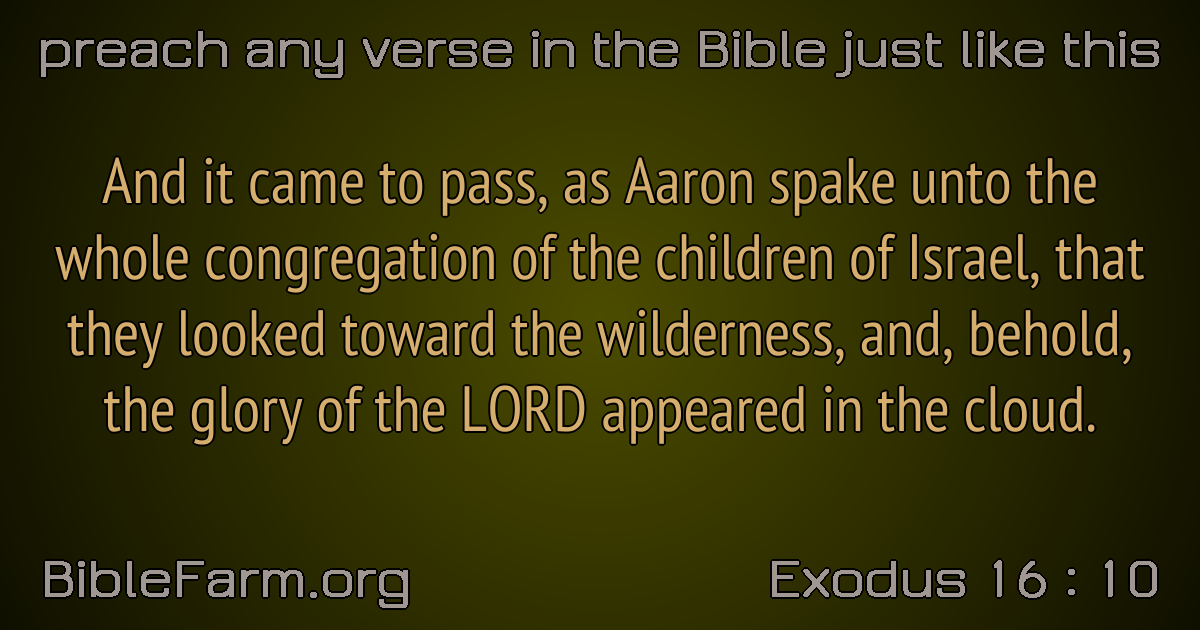 preach any verse in the Bible just like this
And it came to pass, as Aaron spake unto the
whole congregation of the children of Israel, that
they looked toward the wilderness, and, behold,
the glory of the LORD appeared in the cloud.
BibleFarm.org
Exodus 16 : 10